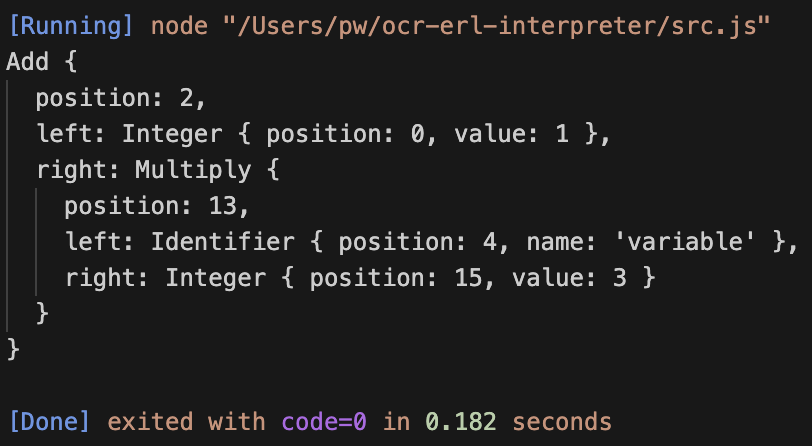 [Running] node "/Users/pw/ocr-erl-interpreter/src.js"
Add {
  position: 2,
  left: Integer { position: 0, value: 1 },
  right: Multiply {
    position: 13,
    left: Identifier { position: 4, name: 'variable' },
    right: Integer { position: 15, value: 3 }
  }
}

[Done] exited with code=0 in 0.182 seconds